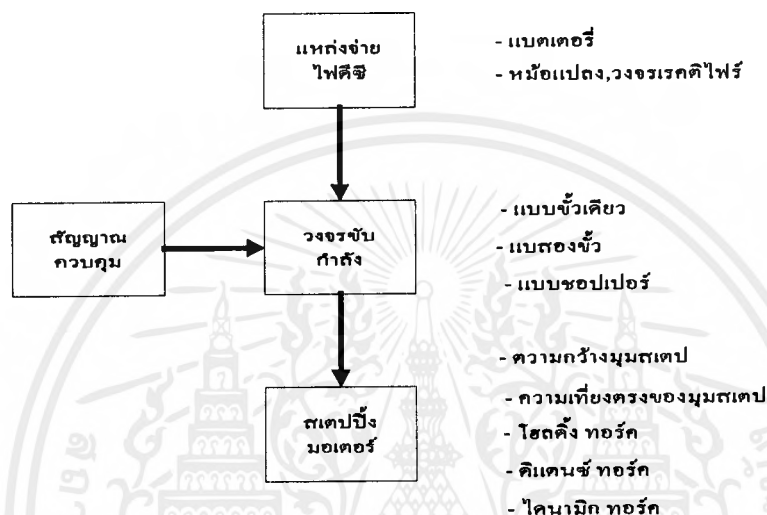 แหล่งจ่าย
ไฟดีซี
- แบตเตอรี่
- หม้อแปลง,วงจรเรคติไฟร์
สัญญาณ
ควบคุม
วงจรขับ
กำลัง
- แบบขั้วเดียว
- แบสองขั้ว
- แบบชอปเปอร์
สเตปปิ้ง
มอเตอร์
- ความกว้างมุมสเตป
- ความเที่ยงตรงของมุมสเตป
- โฮลดิ้ง ทอร์ค
- ดิแตนซ์ ทอร์ค
- ไดนามิก ทอร์ค